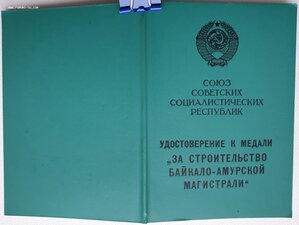 СОЮЗ
СОВЕТСКИХ
СОЦИАЛИСТИЧЕСКИХ
РЕСПУБЛИК
УДОСТОВЕРЕНИЕ К МЕДАЛИ
„ЗА СТРОИТЕЛЬСТВО
БАЙКАЛО-АМУРСКОЙ
МАГИСТРАЛИ"